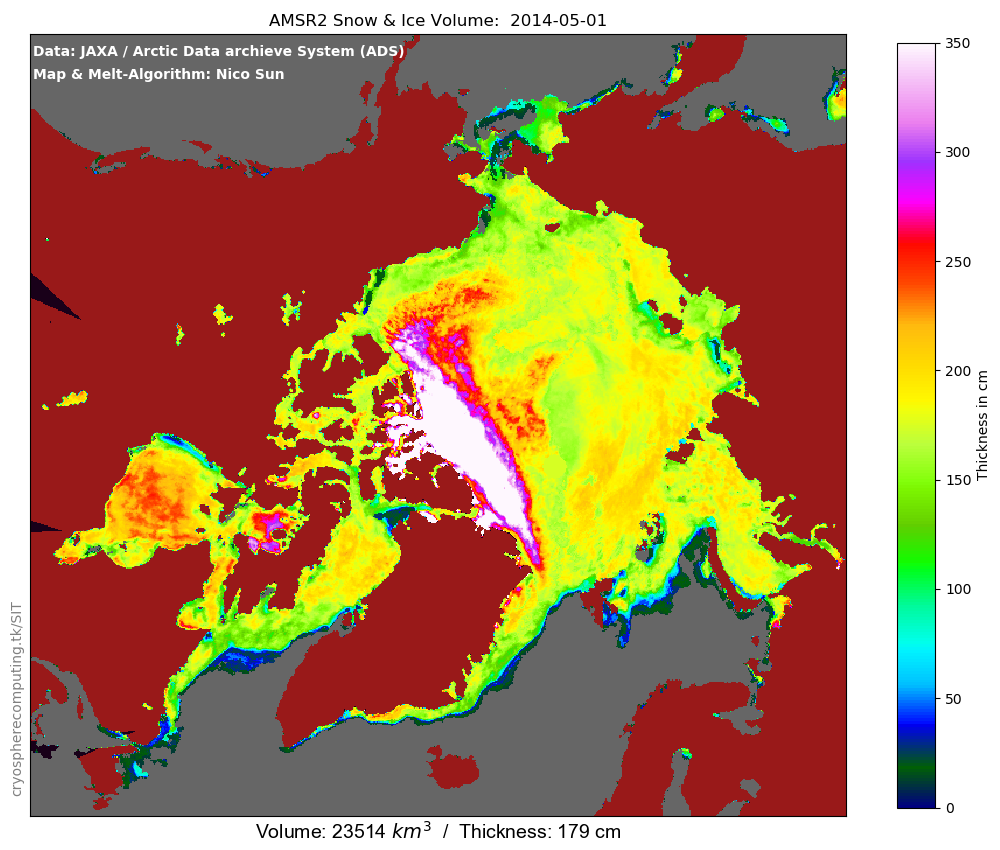 AMSR2 Snow & Ice Volume:  2014-05-01
Data: JAXA / Arctic Data archieve System (ADS)
Map & Melt-Algorithm: Nico Sun
350
300
250
200
150
100
50
0
Thickness in cm
cryospherecomputing.tk/SIT
Volume: 23514 km³  /  Thickness: 179 cm